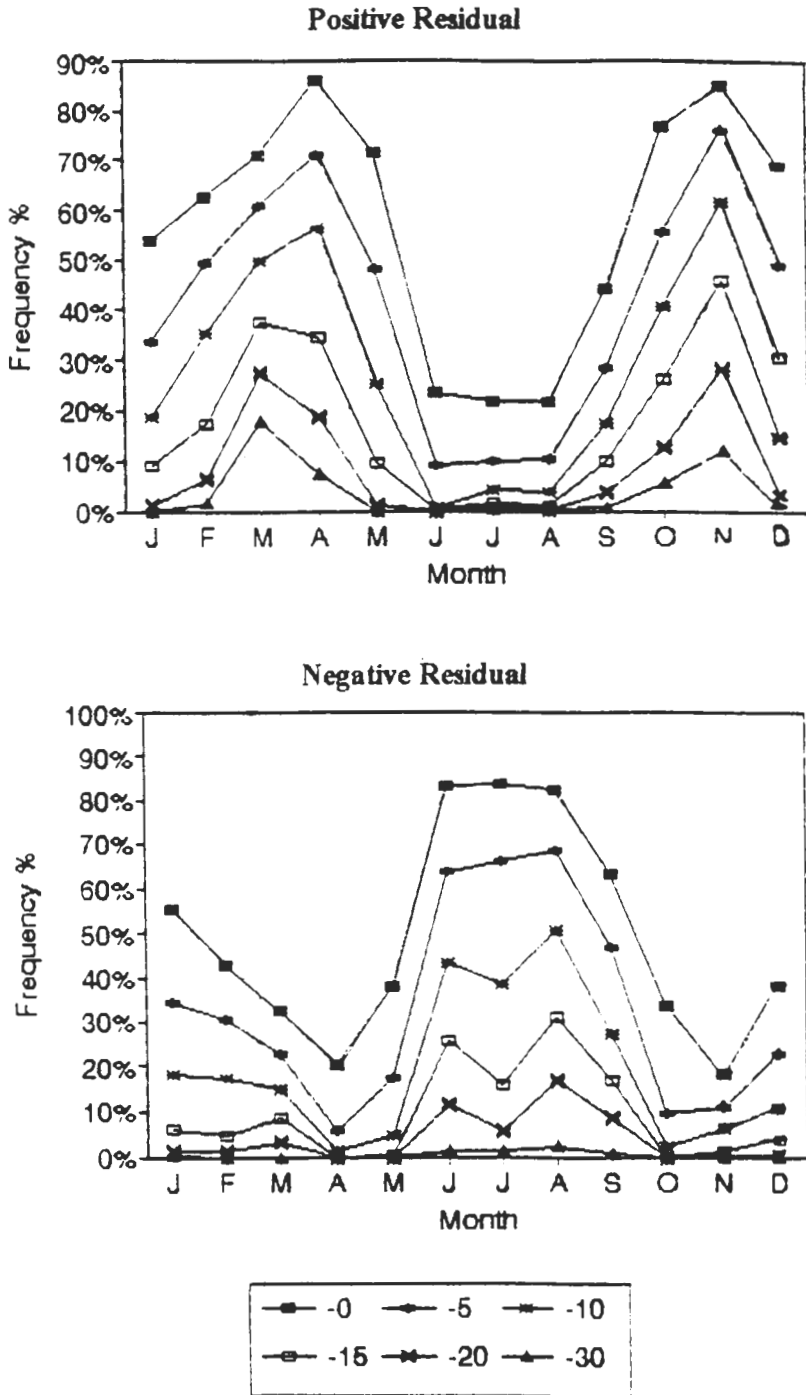 Positive Residual
90%
80%
70%
60%
50%
40%
30%
20%
10%
0%
Frequency %
J F M A M J J A S O N D
Month
Negative Residual
100%
90%
80%
70%
60%
50%
40%
30%
20%
10%
0%
Frequency %
J F M A M J J A S O N D
Month
-0 -5 -10
-15 -20 -30